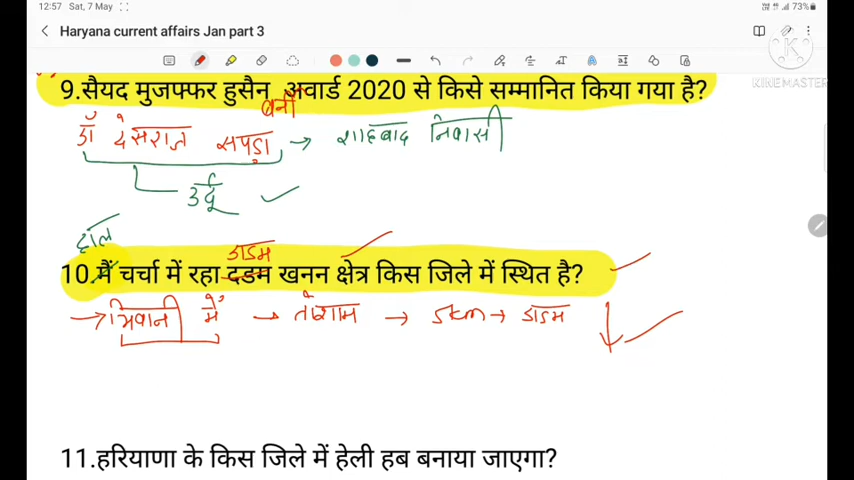 12:57 Sat, 7 May
73%
Haryana current affairs Jan part 3
KINEMASTER
9.सैयद मुजफ्फर हुसैन अवार्ड 2020 से किसे सम्मानित किया गया है?
डॉ देसराज सपड़ा → शाहबाद निवासी
उर्दू
हाल
डाडम
10.में चर्चा में रहा दडम खनन क्षेत्र किस जिले में स्थित है?
→ भिवानी में → तोशाम → 5km → डाडम
11.हरियाणा के किस जिले में हेली हब बनाया जाएगा?